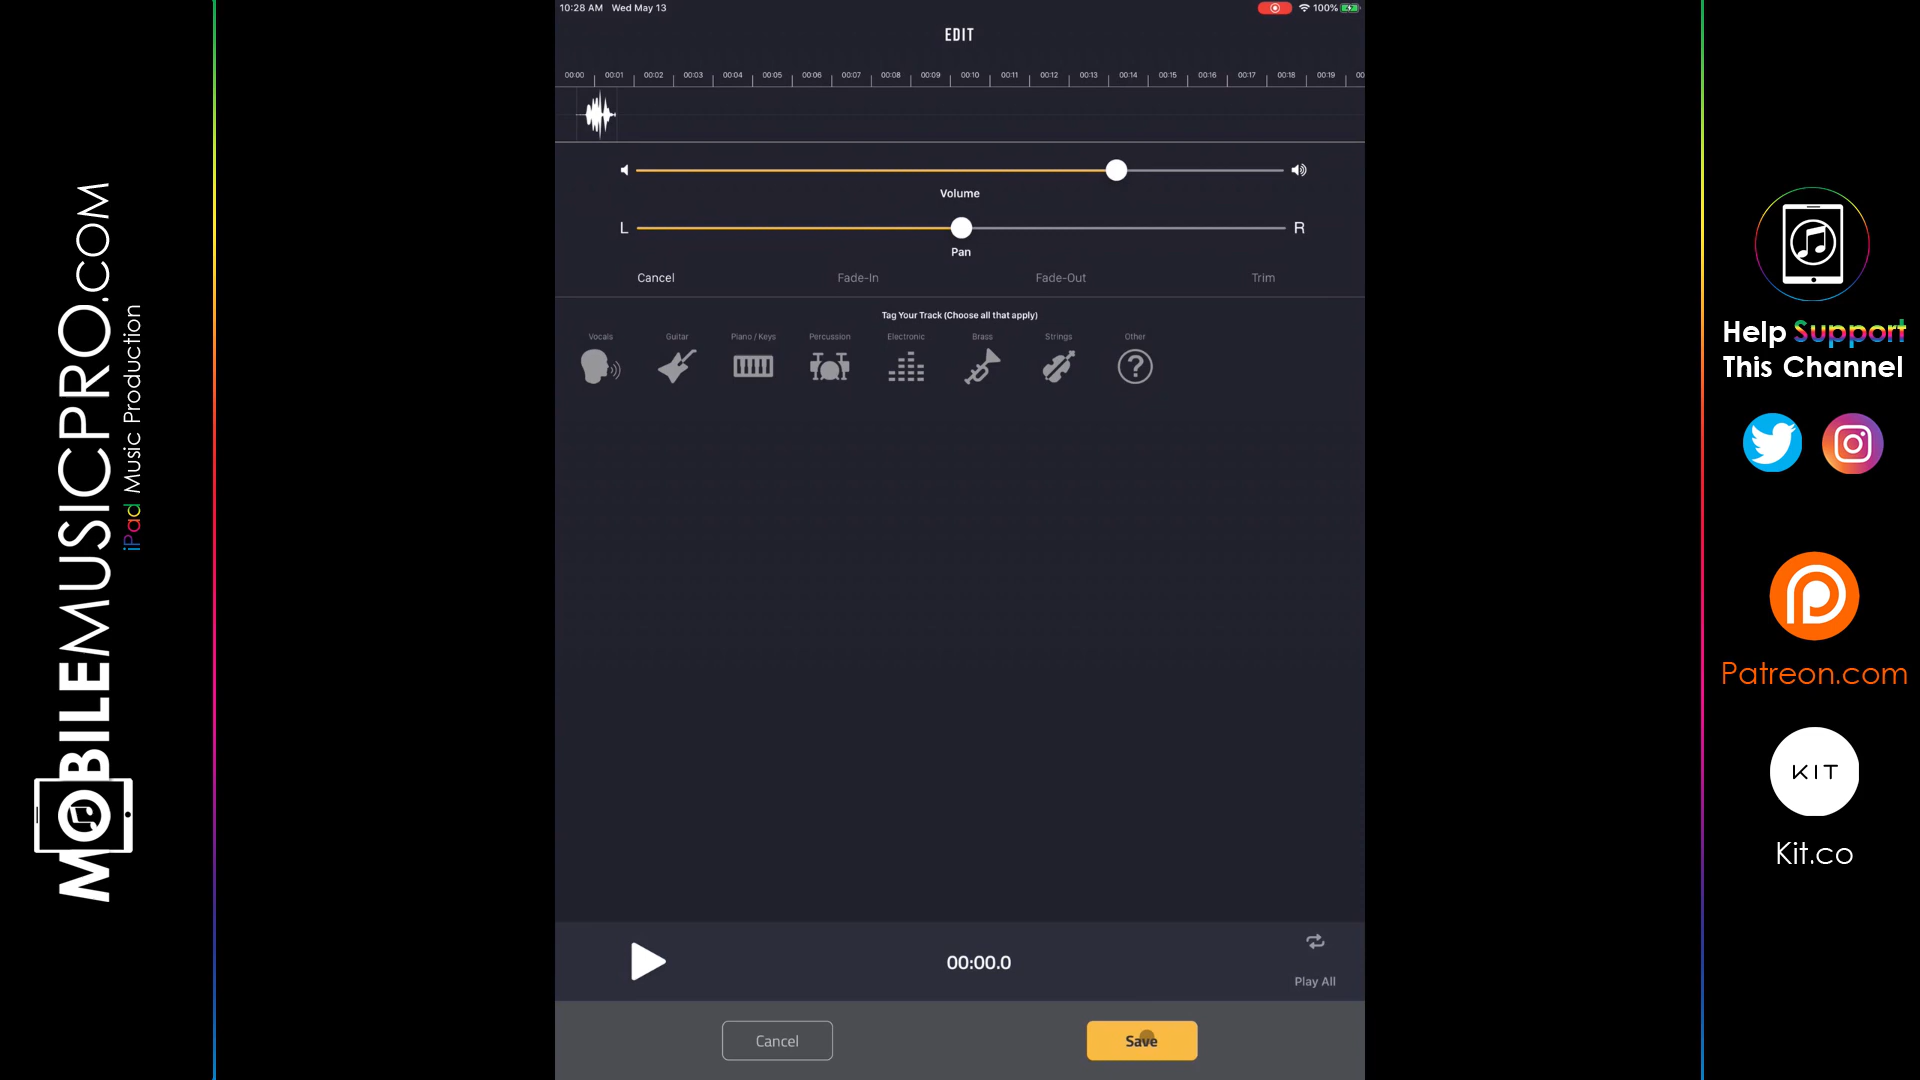 MOBILEMUSICPRO.COM
iPad Music Production
10:28 AM Wed May 13
100%
EDIT
00:00 00:01 00:02 00:03 00:04 00:05 00:06 00:07 00:08 00:09 00:10 00:11 00:12 00:13 00:14 00:15 00:16 00:17 00:18 00:19 00
Volume
L R
Pan
Cancel Fade-In Fade-Out Trim
Tag Your Track (Choose all that apply)
Vocals Guitar Piano / Keys Percussion Electronic Brass Strings Other
?
00:00.0
Play All
Cancel Save
Help Support
This Channel
Patreon.com
KIT
Kit.co